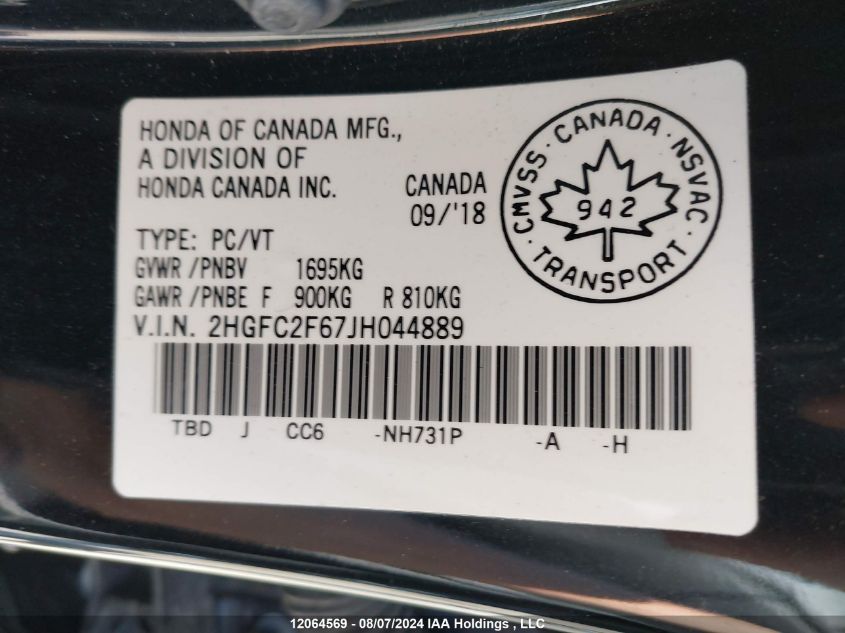 HONDA OF CANADA MFG.,
A DIVISION OF
HONDA CANADA INC.
CANADA
09/'18
CMVSS · CANADA · NSVAC · TRANSPORT ·
942
TYPE: PC/VT
GVWR /PNBV 1695KG
GAWR /PNBE F 900KG R 810KG
V.I.N. 2HGFC2F67JH044889
TBD J CC6 -NH731P -A -H
12064569 - 08/07/2024 IAA Holdings , LLC